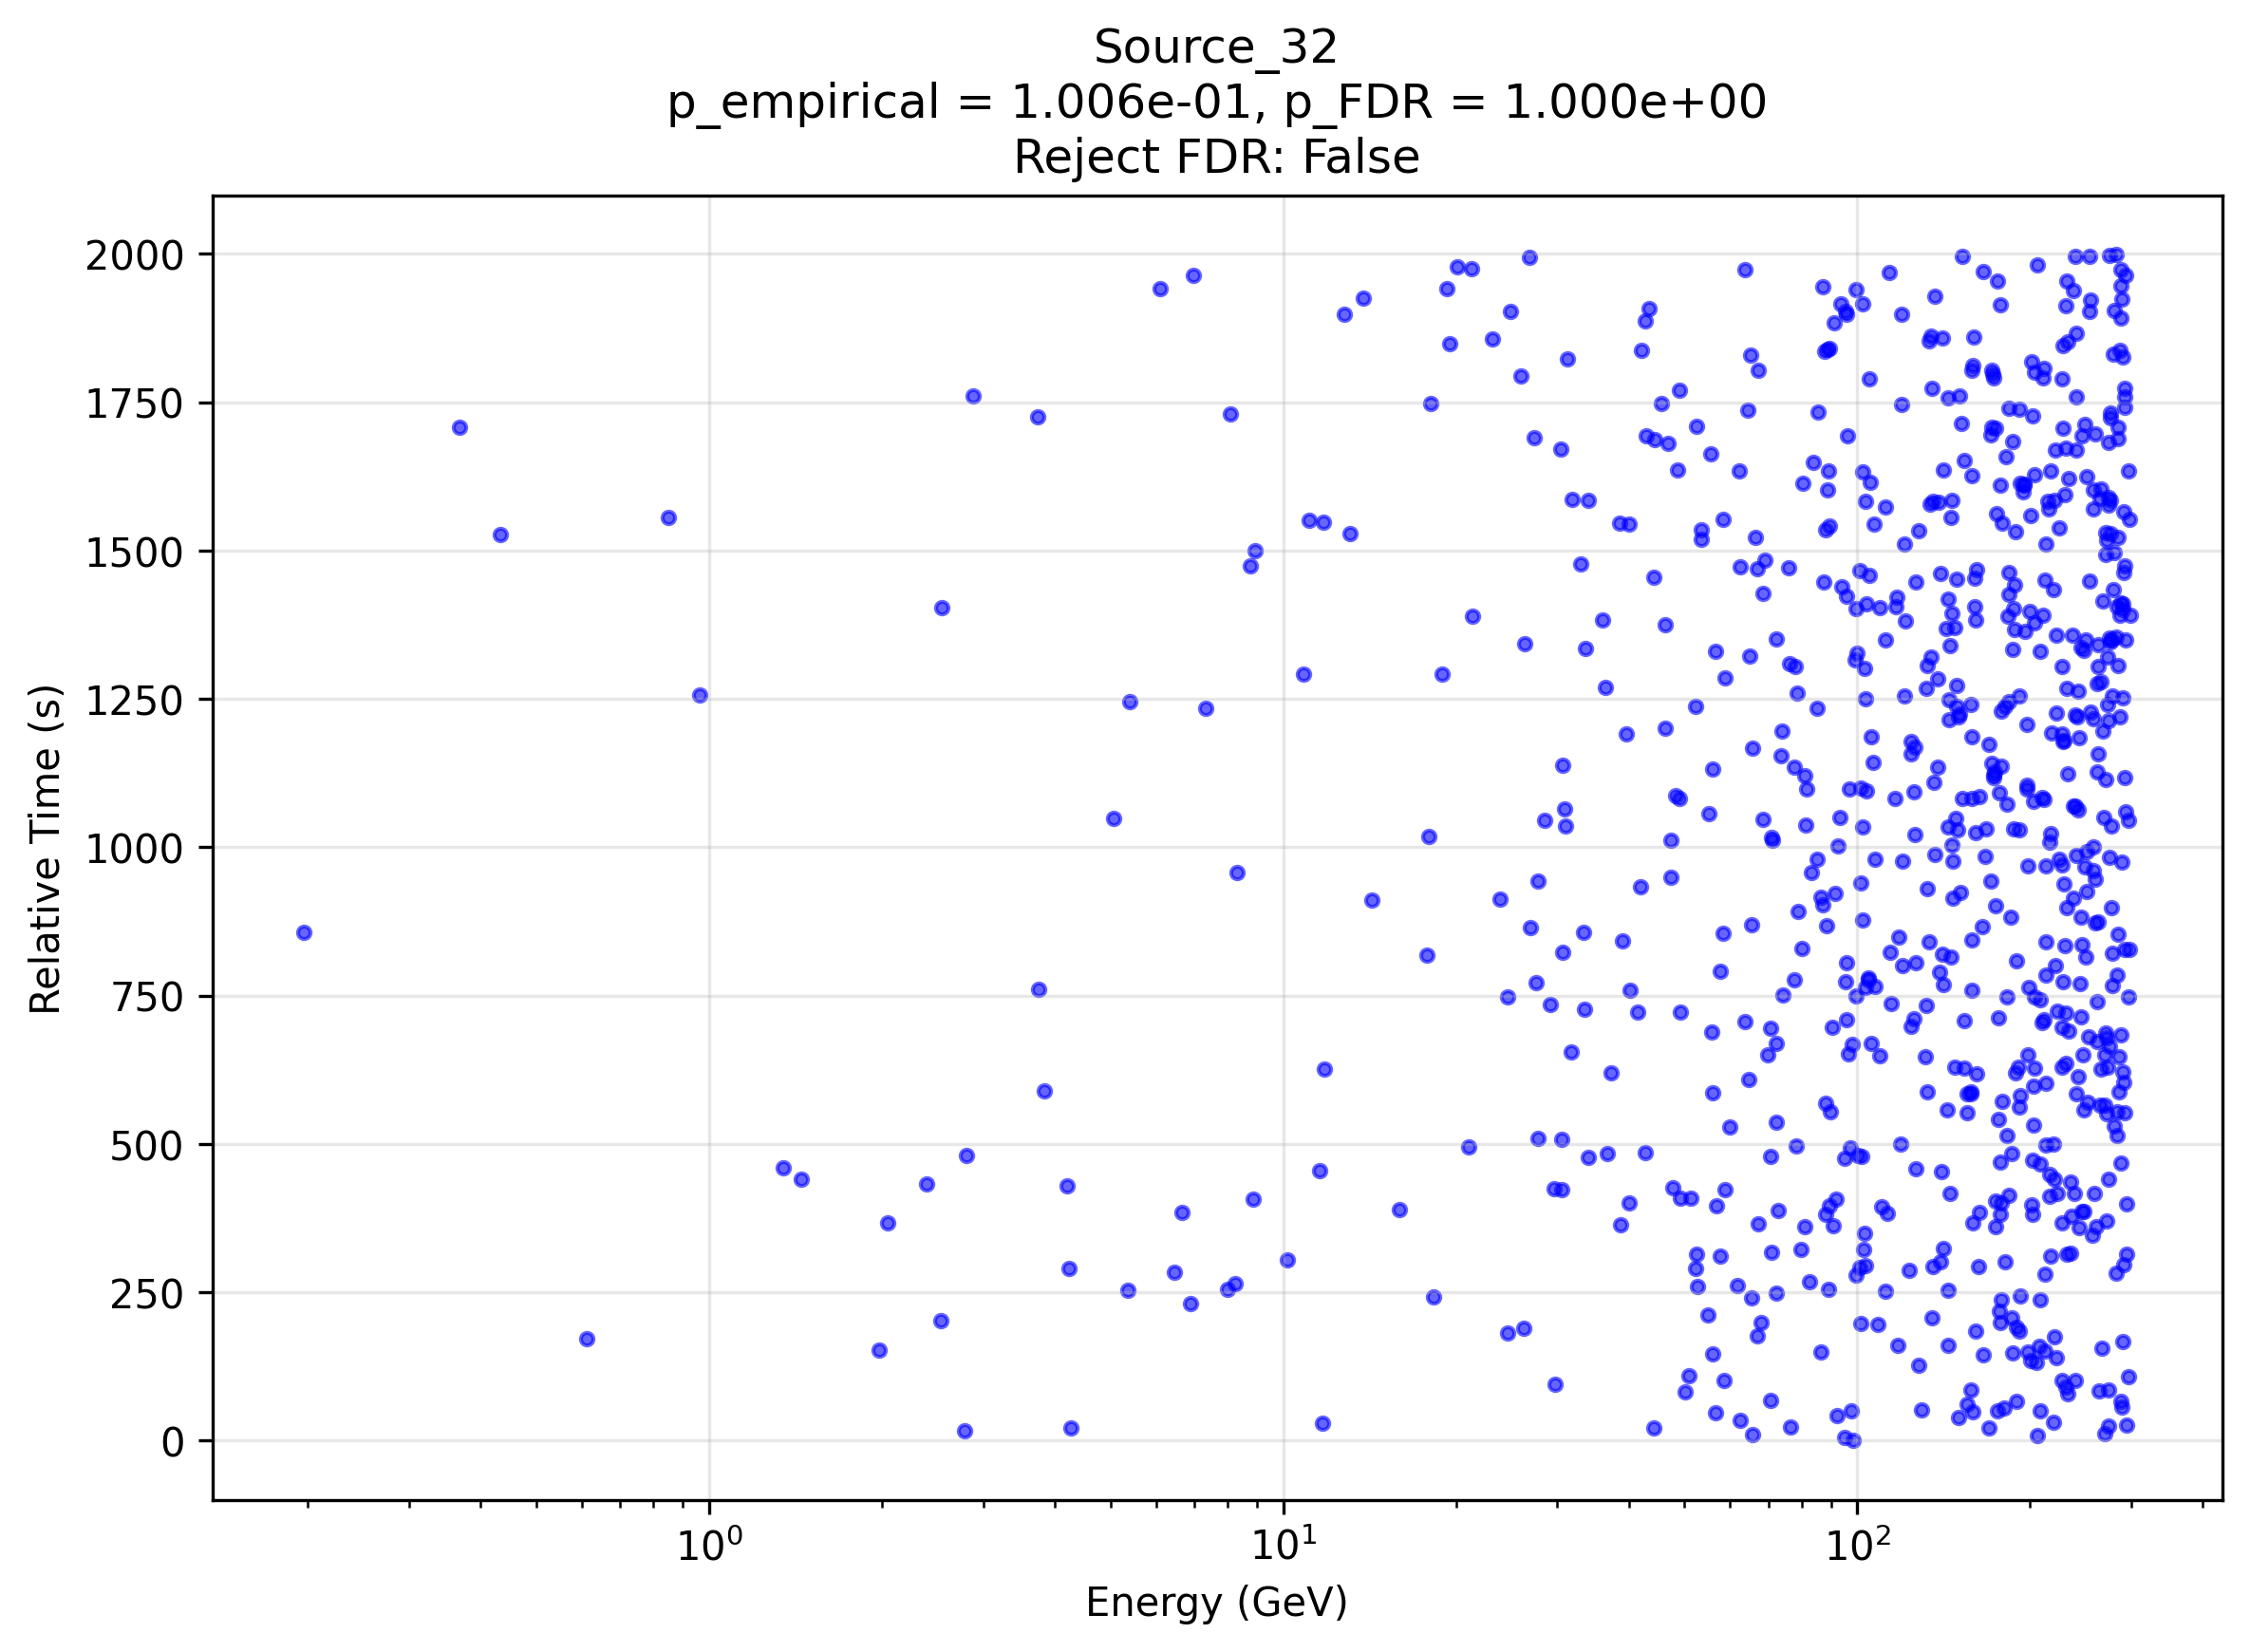 Source_32
p_empirical = 1.006e-01, p_FDR = 1.000e+00
Reject FDR: False
2000
1750
1500
1250
1000
750
500
250
0
Relative Time (s)
10⁰
10¹
10²
Energy (GeV)